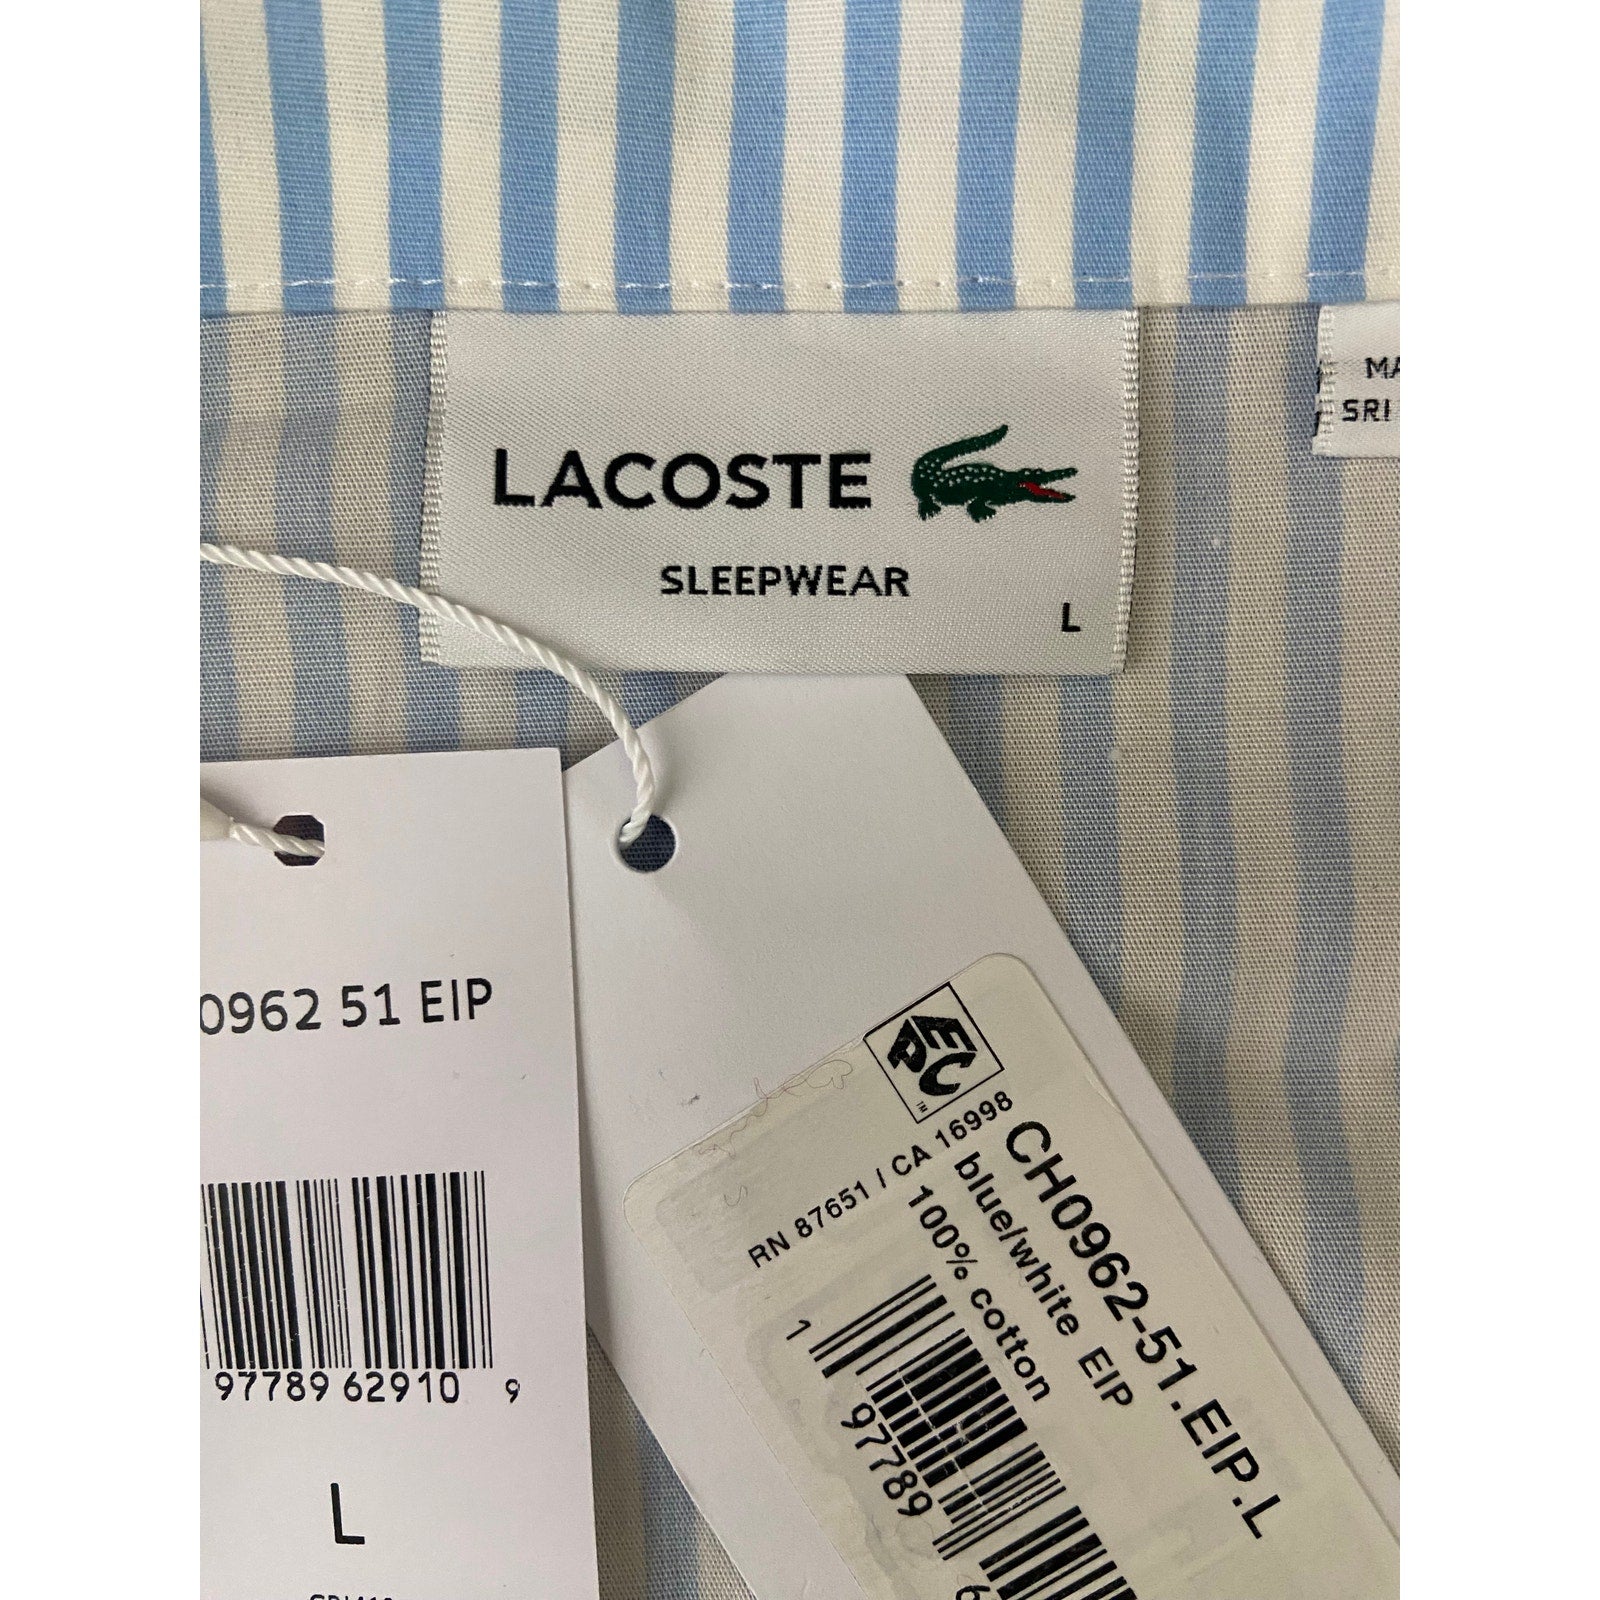 LACOSTE
SLEEPWEAR
L
SRI
0962 51 EIP
97789 62910 9
L
EPC
TM
RN 87651 / CA 16998
CH0962-51.EIP.L
blue/white EIP
100% cotton
1 97789